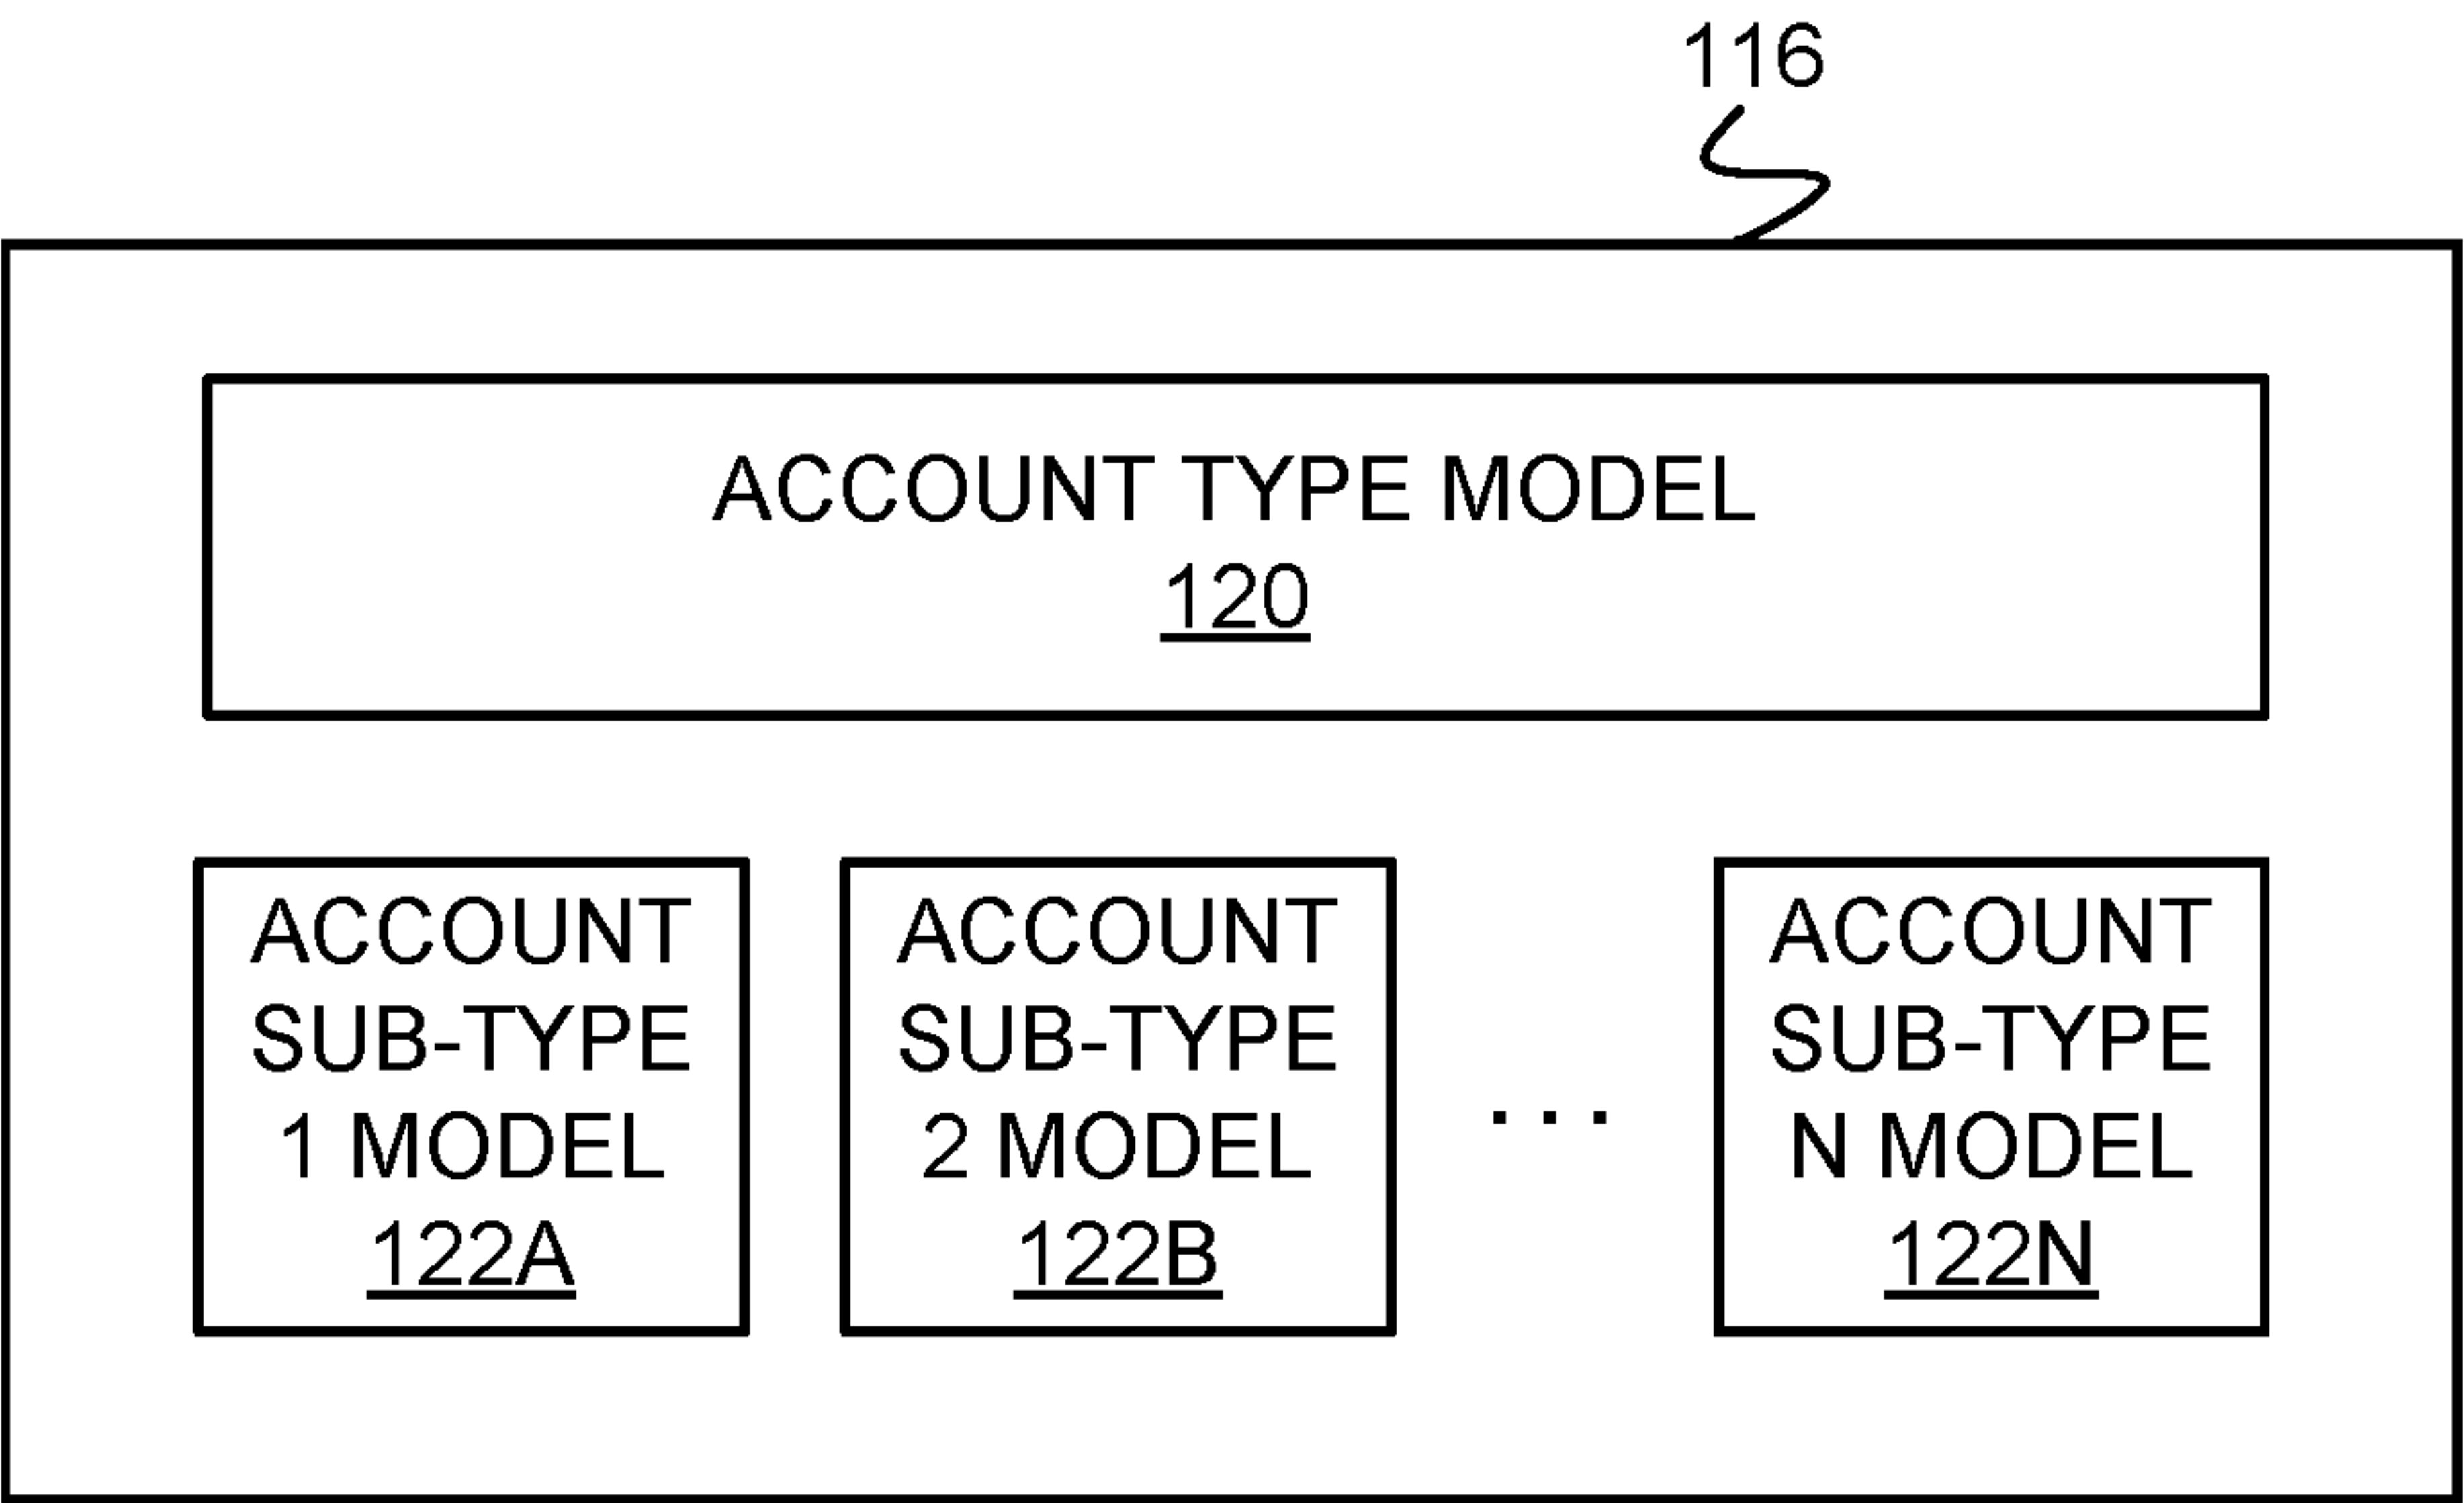 116
ACCOUNT TYPE MODEL
120
ACCOUNT
SUB-TYPE
1 MODEL
122A
ACCOUNT
SUB-TYPE
2 MODEL
122B
...
ACCOUNT
SUB-TYPE
N MODEL
122N